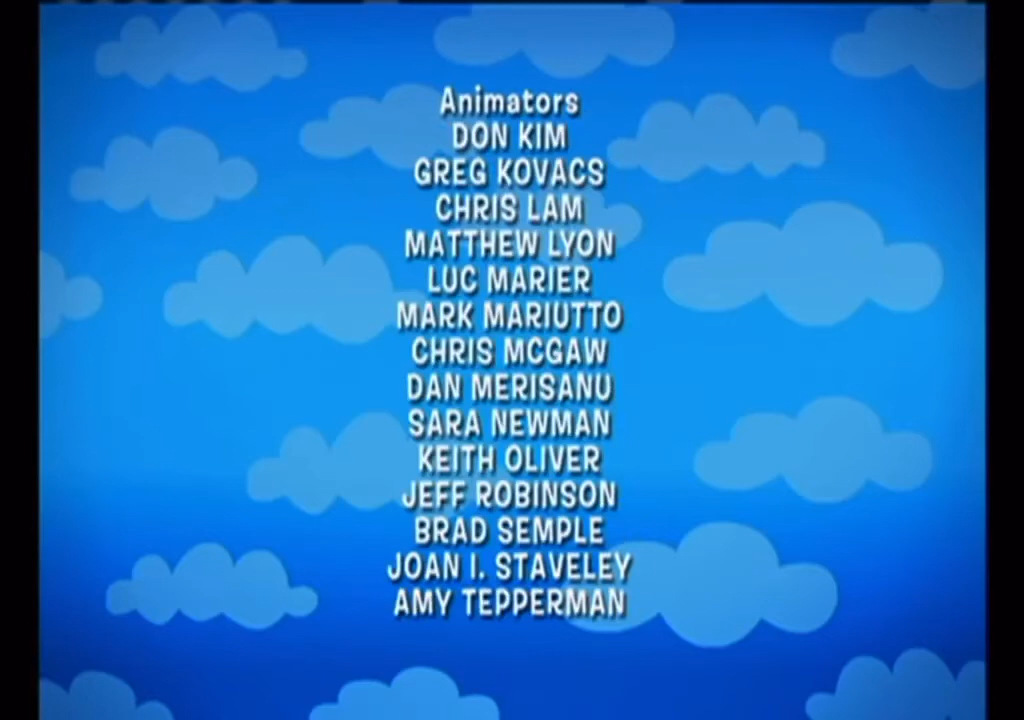 Animators
DON KIM
GREG KOVACS
CHRIS LAM
MATTHEW LYON
LUC MARIER
MARK MARIUTTO
CHRIS MCGAW
DAN MERISANU
SARA NEWMAN
KEITH OLIVER
JEFF ROBINSON
BRAD SEMPLE
JOAN I. STAVELEY
AMY TEPPERMAN